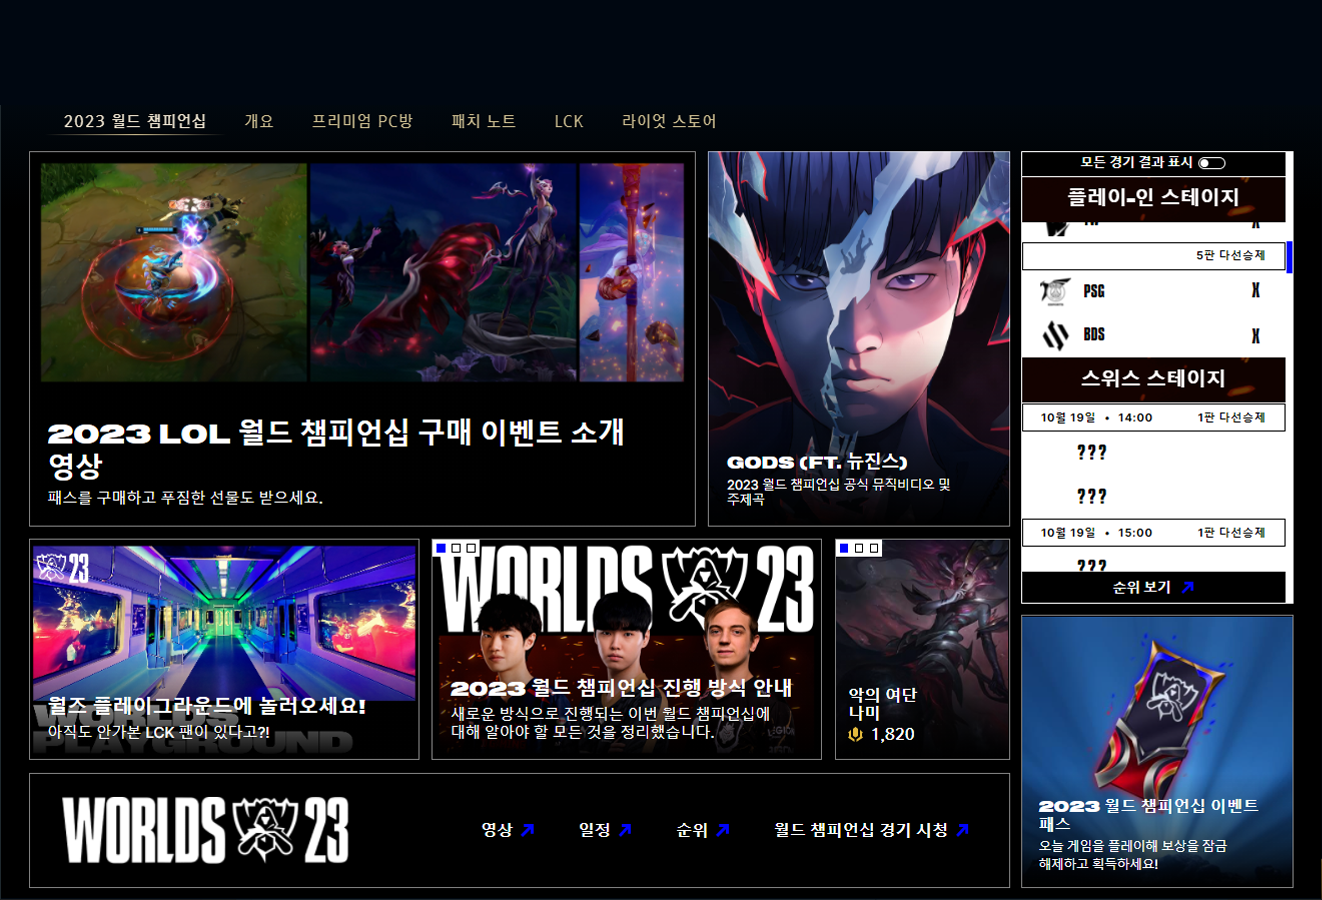 2023 월드 챔피언십
개요
프리미엄 PC방
패치 노트
LCK
라이엇 스토어
2023 LOL 월드 챔피언십 구매 이벤트 소개
영상
패스를 구매하고 푸짐한 선물도 받으세요.
GODS (FT. 뉴진스)
2023 월드 챔피언십 공식 뮤직비디오 및
주제곡
모든 경기 결과 표시
플레이-인 스테이지
X
5판 다선승제
PSG X
BDS X
스위스 스테이지
10월 19일 • 14:00 1판 다선승제
???
???
10월 19일 • 15:00 1판 다선승제
???
순위 보기
23
월즈 플레이그라운드에 놀러오세요!
아직도 안가본 LCK 팬이 있다고?!
WORLDS
PLAYGROUND
WORLDS 23
2023 월드 챔피언십 진행 방식 안내
새로운 방식으로 진행되는 이번 월드 챔피언십에
대해 알아야 할 모든 것을 정리했습니다.
악의 여단
나미
1,820
2023 월드 챔피언십 이벤트
패스
오늘 게임을 플레이해 보상을 잠금
해제하고 획득하세요!
WORLDS 23
영상
일정
순위
월드 챔피언십 경기 시청